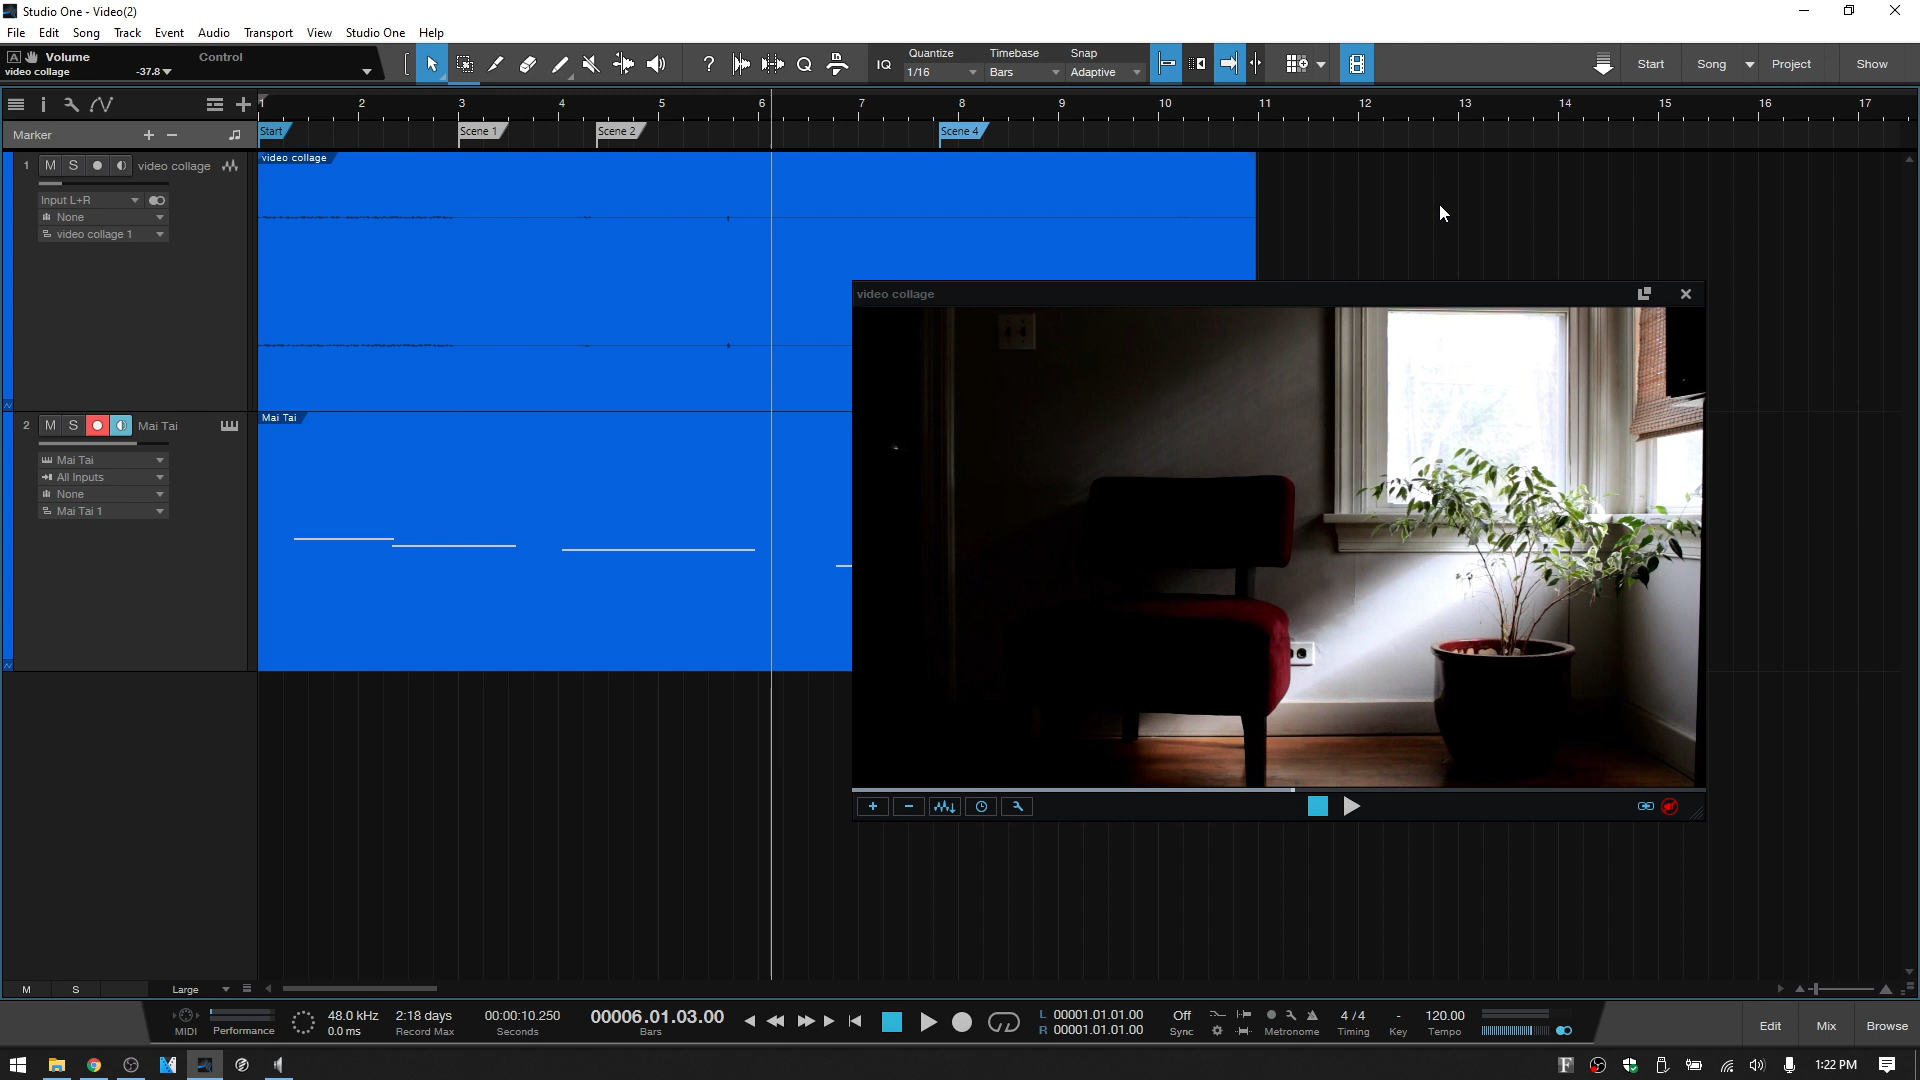 Studio One - Video(2)
File Edit Song Track Event Audio Transport View Studio One Help
Volume Control
video collage -37.8
Quantize Timebase Snap
IQ 1/16 Bars Adaptive
Start Song Project Show
1 2 3 4 5 6 7 8 9 10 11 12 13 14 15 16 17
Marker Start Scene 1 Scene 2 Scene 4
video collage
1 M S video collage
Input L+R
None
video collage 1
video collage
Mai Tai
2 M S Mai Tai
Mai Tai
All Inputs
None
Mai Tai 1
M S Large
MIDI Performance
48.0 kHz
0.0 ms
2:18 days
Record Max
00:00:10.250
Seconds
00006.01.03.00
Bars
L 00001.01.01.00
R 00001.01.01.00
Off
Sync
Metronome
4 / 4
Timing
-
Key
120.00
Tempo
Edit Mix Browse
1:22 PM